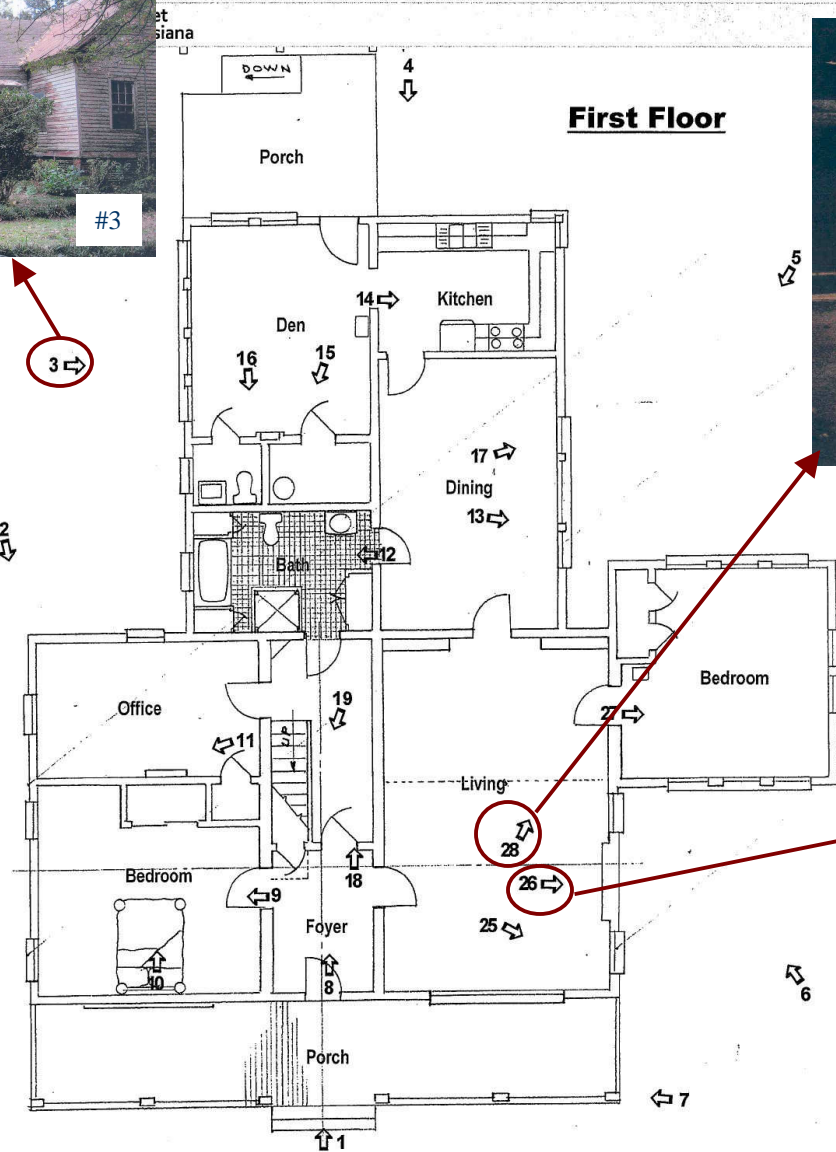 et
siana
DOWN
4
First Floor
Porch
#3
5
14
Kitchen
Den
3
16
15
17
Dining
13
2
12
Bath
Bedroom
Office
19
27
UP
11
Living
28
Bedroom
18
26
9
Foyer
25
10
8
6
Porch
7
1